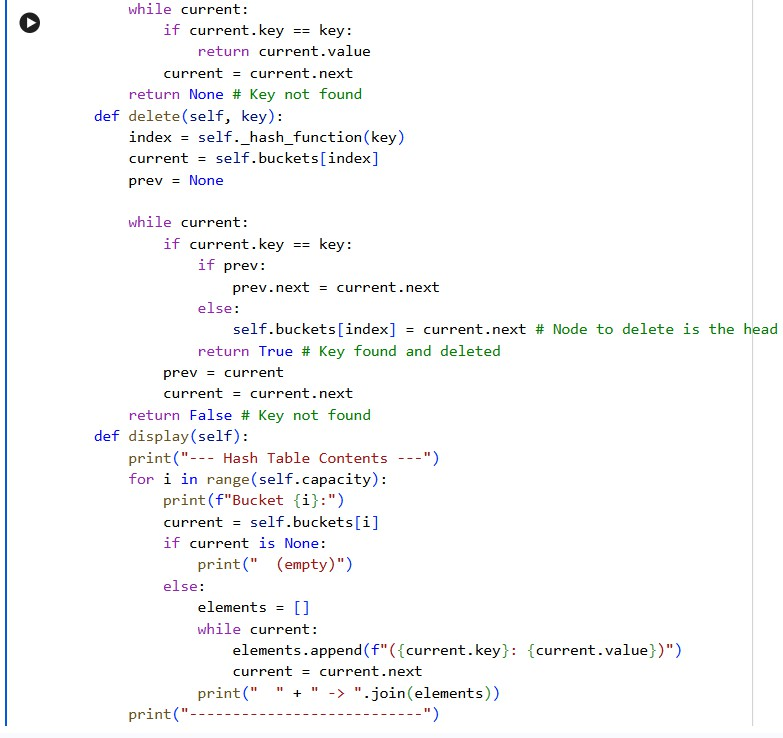 while current:
            if current.key == key:
                return current.value
            current = current.next
        return None # Key not found
    def delete(self, key):
        index = self._hash_function(key)
        current = self.buckets[index]
        prev = None

        while current:
            if current.key == key:
                if prev:
                    prev.next = current.next
                else:
                    self.buckets[index] = current.next # Node to delete is the head
                return True # Key found and deleted
            prev = current
            current = current.next
        return False # Key not found
    def display(self):
        print("--- Hash Table Contents ---")
        for i in range(self.capacity):
            print(f"Bucket {i}:")
            current = self.buckets[i]
            if current is None:
                print("  (empty)")
            else:
                elements = []
                while current:
                    elements.append(f"({current.key}: {current.value})")
                    current = current.next
                print("  " + " -> ".join(elements))
        print("---------------------------")